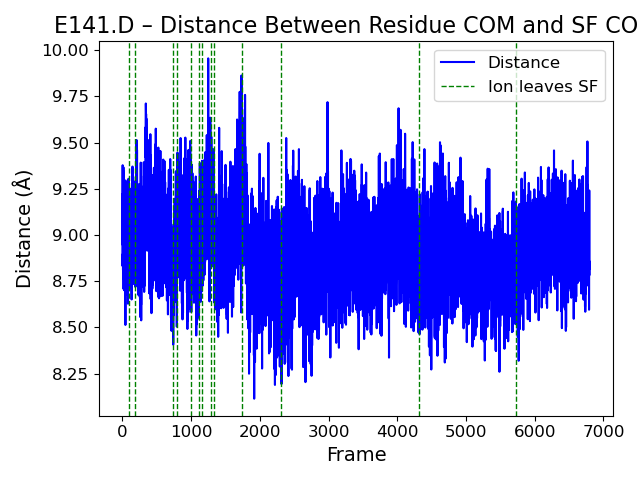 E141.D – Distance Between Residue COM and SF CO
10.00
9.75
9.50
9.25
9.00
8.75
8.50
8.25
Distance (Å)
Distance
Ion leaves SF
0 1000 2000 3000 4000 5000 6000 7000
Frame